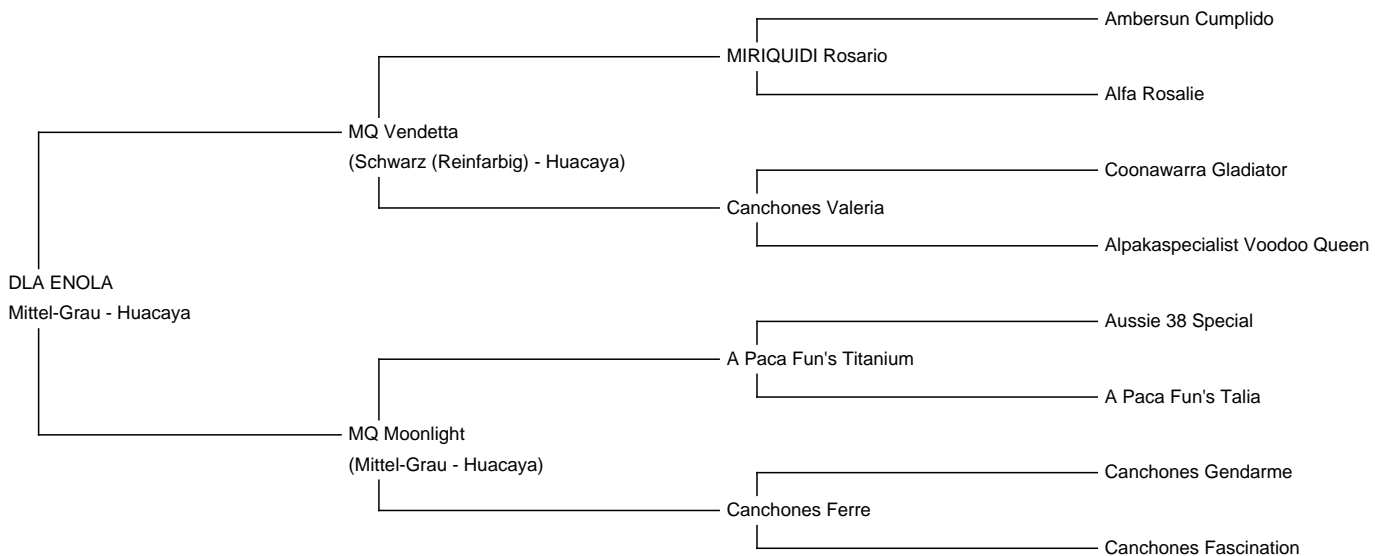 Ambersun Cumplido
MIRIQUIDI Rosario
Alfa Rosalie
MQ Vendetta
(Schwarz (Reinfarbig) - Huacaya)
Coonawarra Gladiator
Canchones Valeria
Alpakaspecialist Voodoo Queen
DLA ENOLA
Mittel-Grau - Huacaya
Aussie 38 Special
A Paca Fun's Titanium
A Paca Fun's Talia
MQ Moonlight
(Mittel-Grau - Huacaya)
Canchones Gendarme
Canchones Ferre
Canchones Fascination